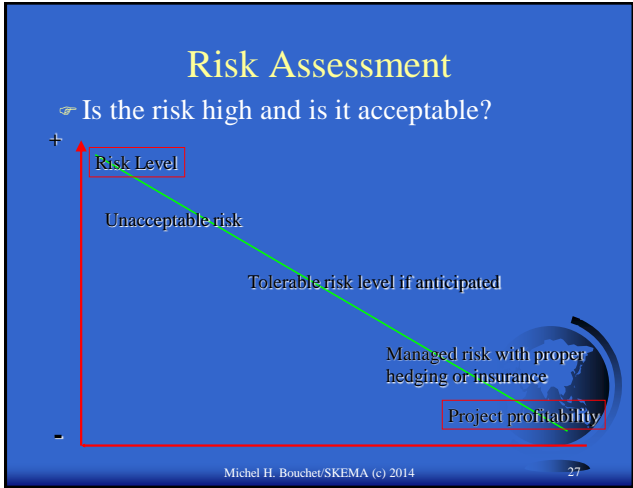 Risk Assessment
☞ Is the risk high and is it acceptable?
+
Risk Level
Unacceptable risk
Tolerable risk level if anticipated
Managed risk with proper
hedging or insurance
Project profitability
-
Michel H. Bouchet/SKEMA (c) 2014
27